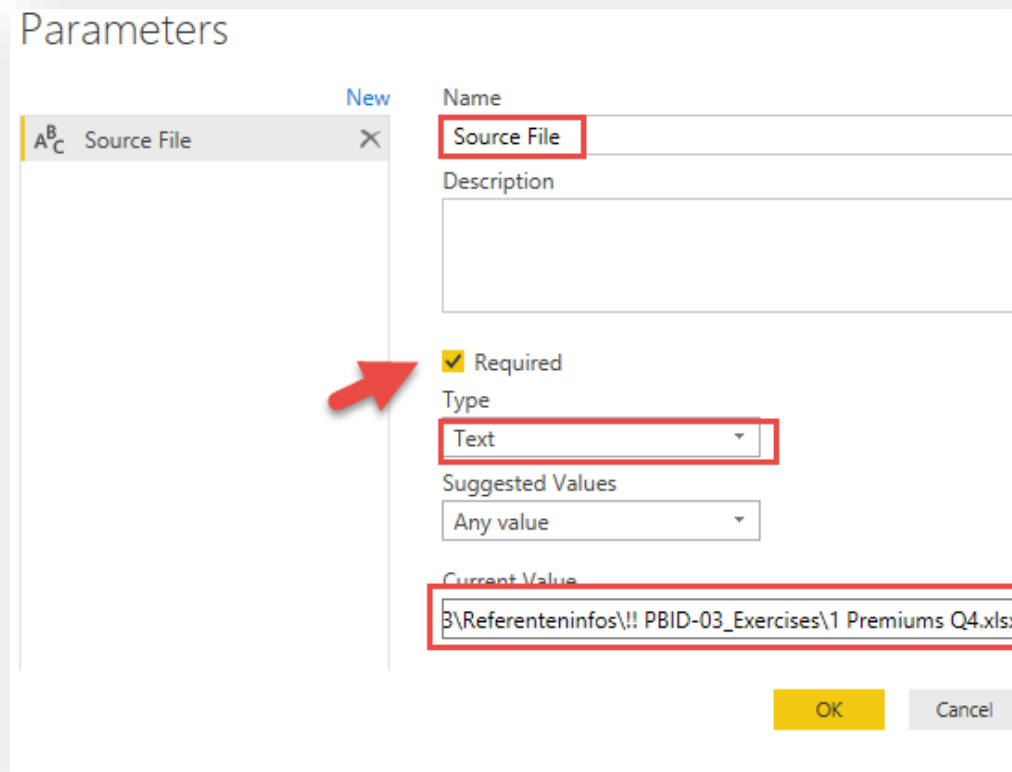 Parameters
New
ABC Source File
Name
Source File
Description
Required
Type
Text
Suggested Values
Any value
Current Value
3\Referenteninfos\!! PBID-03_Exercises\1 Premiums Q4.xlsx
OK
Cancel